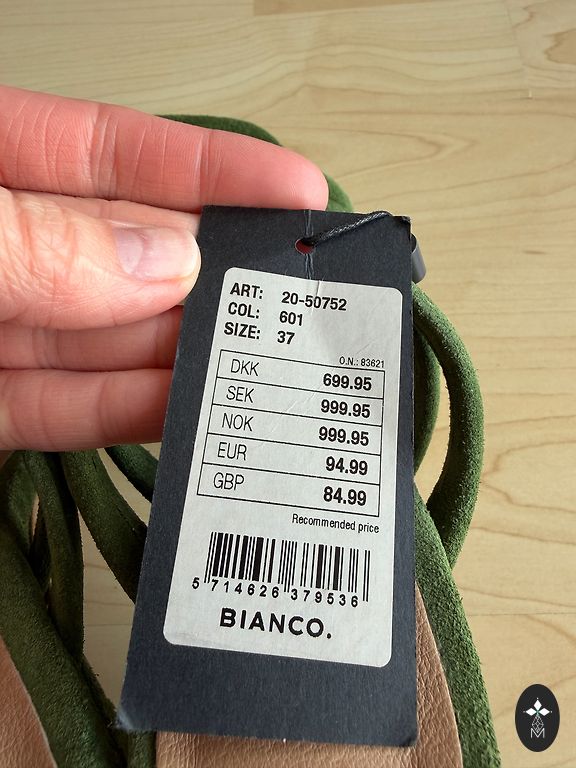 ART: 20-50752
COL: 601
SIZE: 37
O.N.: 83621
DKK 699.95
SEK 999.95
NOK 999.95
EUR 94.99
GBP 84.99
Recommended price
5 714626 379536
BIANCO.
M